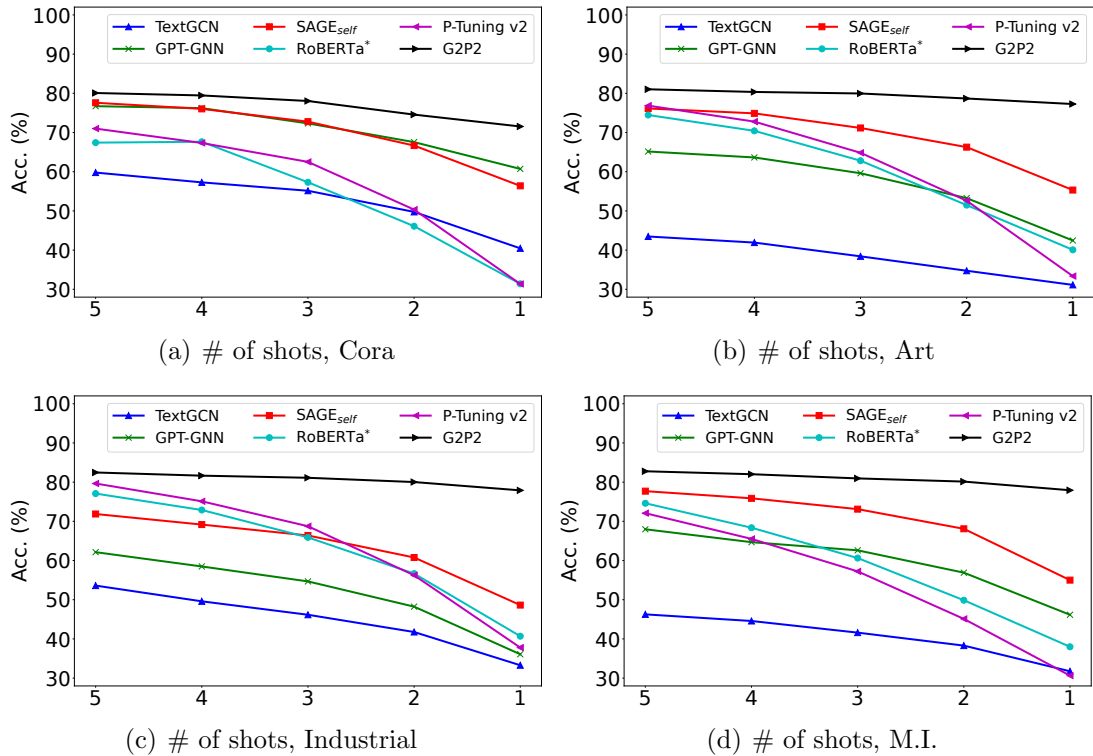 TextGCN SAGE_self P-Tuning v2
GPT-GNN RoBERTa* G2P2
Acc. (%)
100
90
80
70
60
50
40
30
5 4 3 2 1
(a) # of shots, Cora
TextGCN SAGE_self P-Tuning v2
GPT-GNN RoBERTa* G2P2
Acc. (%)
100
90
80
70
60
50
40
30
5 4 3 2 1
(b) # of shots, Art
TextGCN SAGE_self P-Tuning v2
GPT-GNN RoBERTa* G2P2
Acc. (%)
100
90
80
70
60
50
40
30
5 4 3 2 1
(c) # of shots, Industrial
TextGCN SAGE_self P-Tuning v2
GPT-GNN RoBERTa* G2P2
Acc. (%)
100
90
80
70
60
50
40
30
5 4 3 2 1
(d) # of shots, M.I.